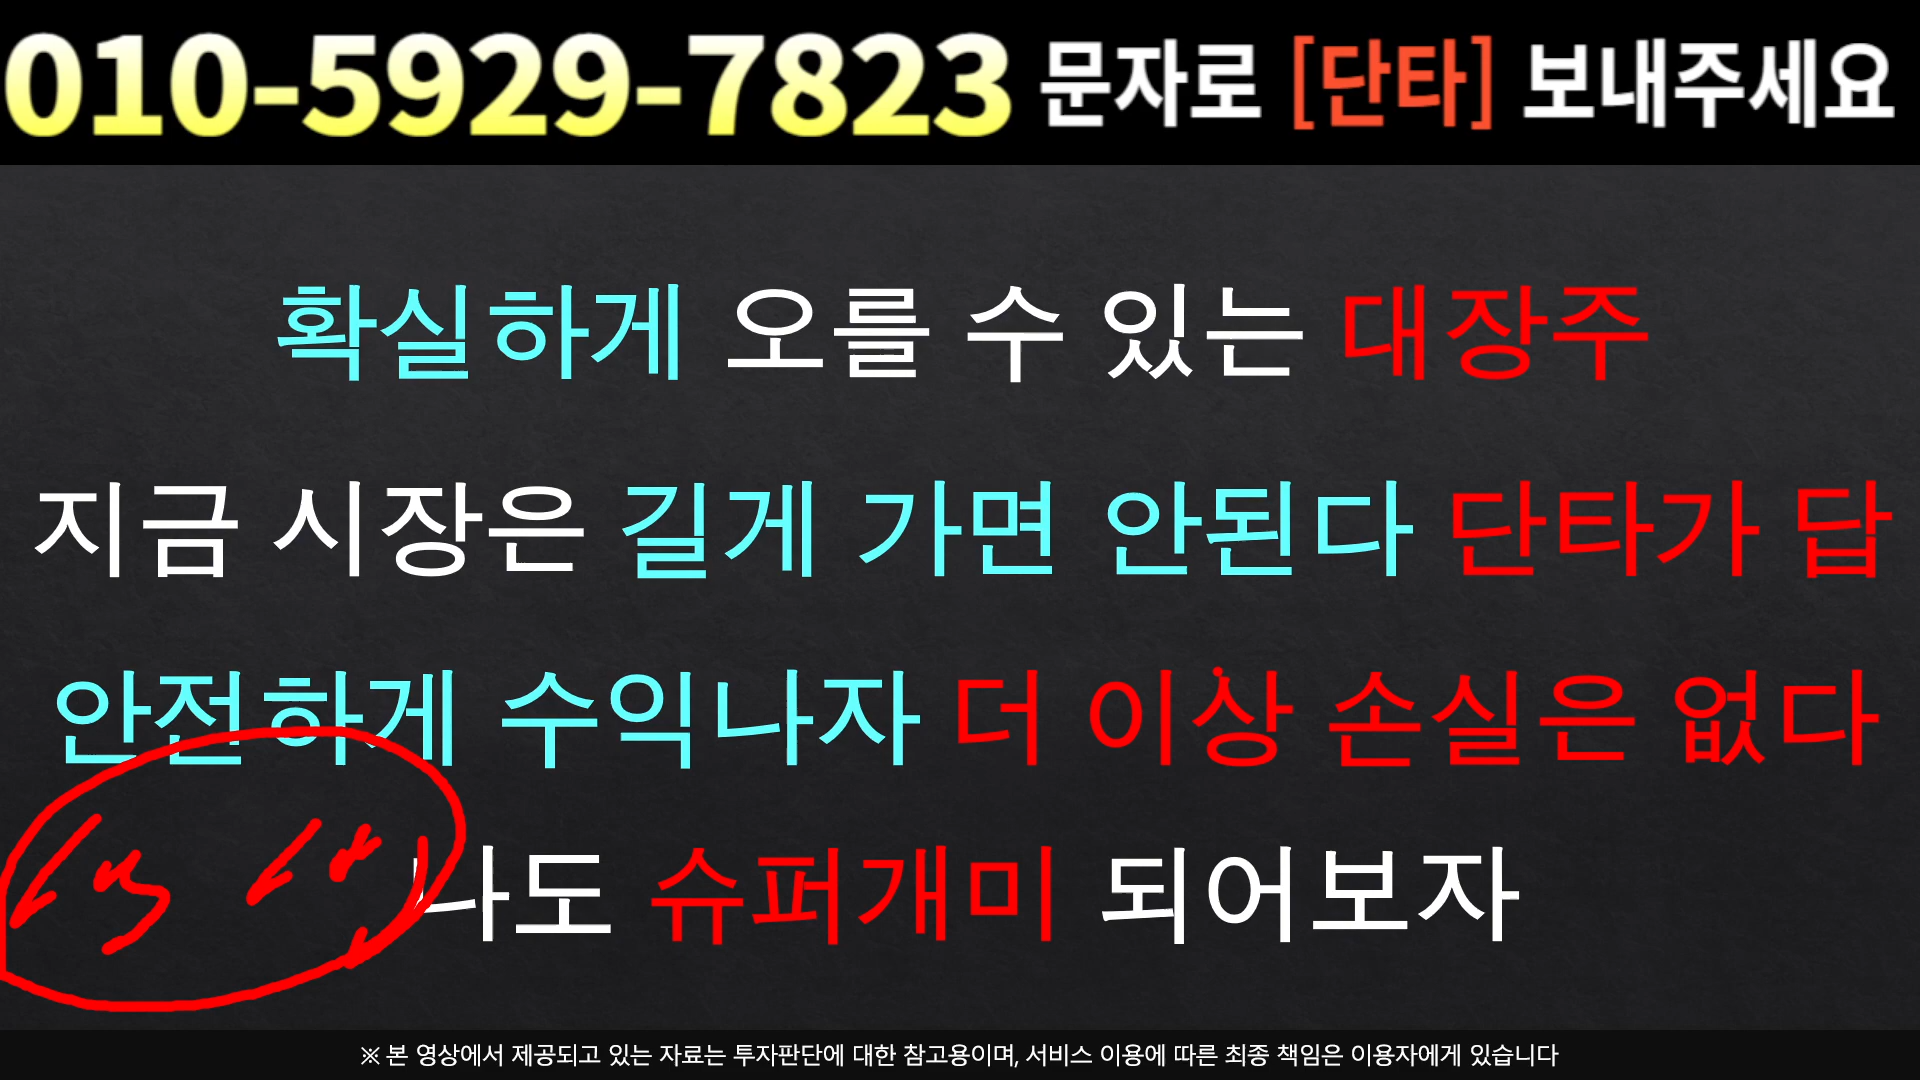 010-5929-7823 문자로 [단타] 보내주세요
확실하게 오를 수 있는 대장주
지금 시장은 길게 가면 안된다 단타가 답
안전하게 수익나자 더 이상 손실은 없다
나도 슈퍼개미 되어보자
※ 본 영상에서 제공되고 있는 자료는 투자판단에 대한 참고용이며, 서비스 이용에 따른 최종 책임은 이용자에게 있습니다